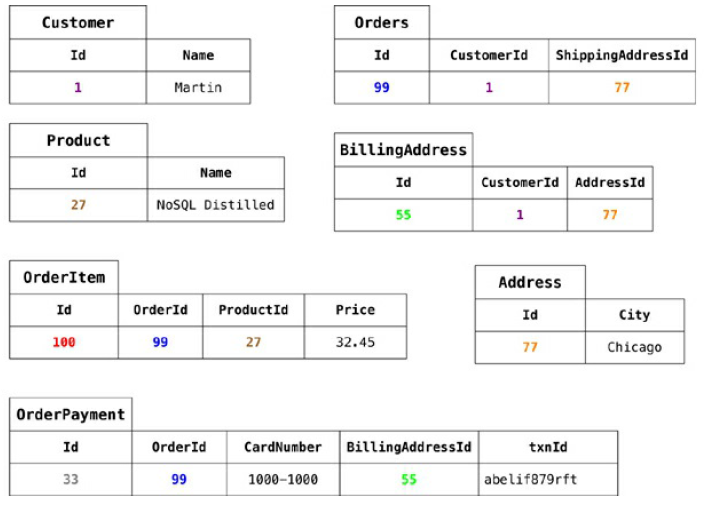 Customer
Id Name
1 Martin
Orders
Id CustomerId ShippingAddressId
99 1 77
Product
Id Name
27 NoSQL Distilled
BillingAddress
Id CustomerId AddressId
55 1 77
OrderItem
Id OrderId ProductId Price
100 99 27 32.45
Address
Id City
77 Chicago
OrderPayment
Id OrderId CardNumber BillingAddressId txnId
33 99 1000-1000 55 abelif879rft